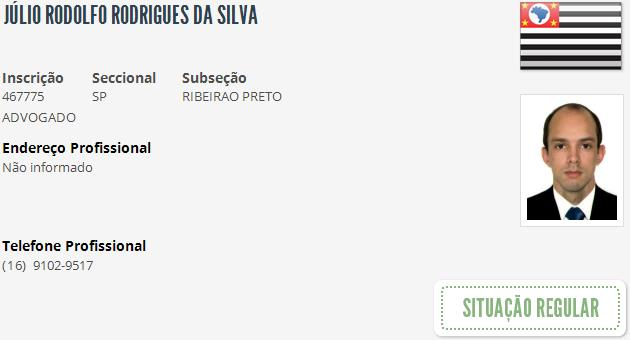 JÚLIO RODOLFO RODRIGUES DA SILVA
Inscrição Seccional Subseção
467775 SP RIBEIRAO PRETO
ADVOGADO
Endereço Profissional
Não informado
Telefone Profissional
(16) 9102-9517
SITUAÇÃO REGULAR